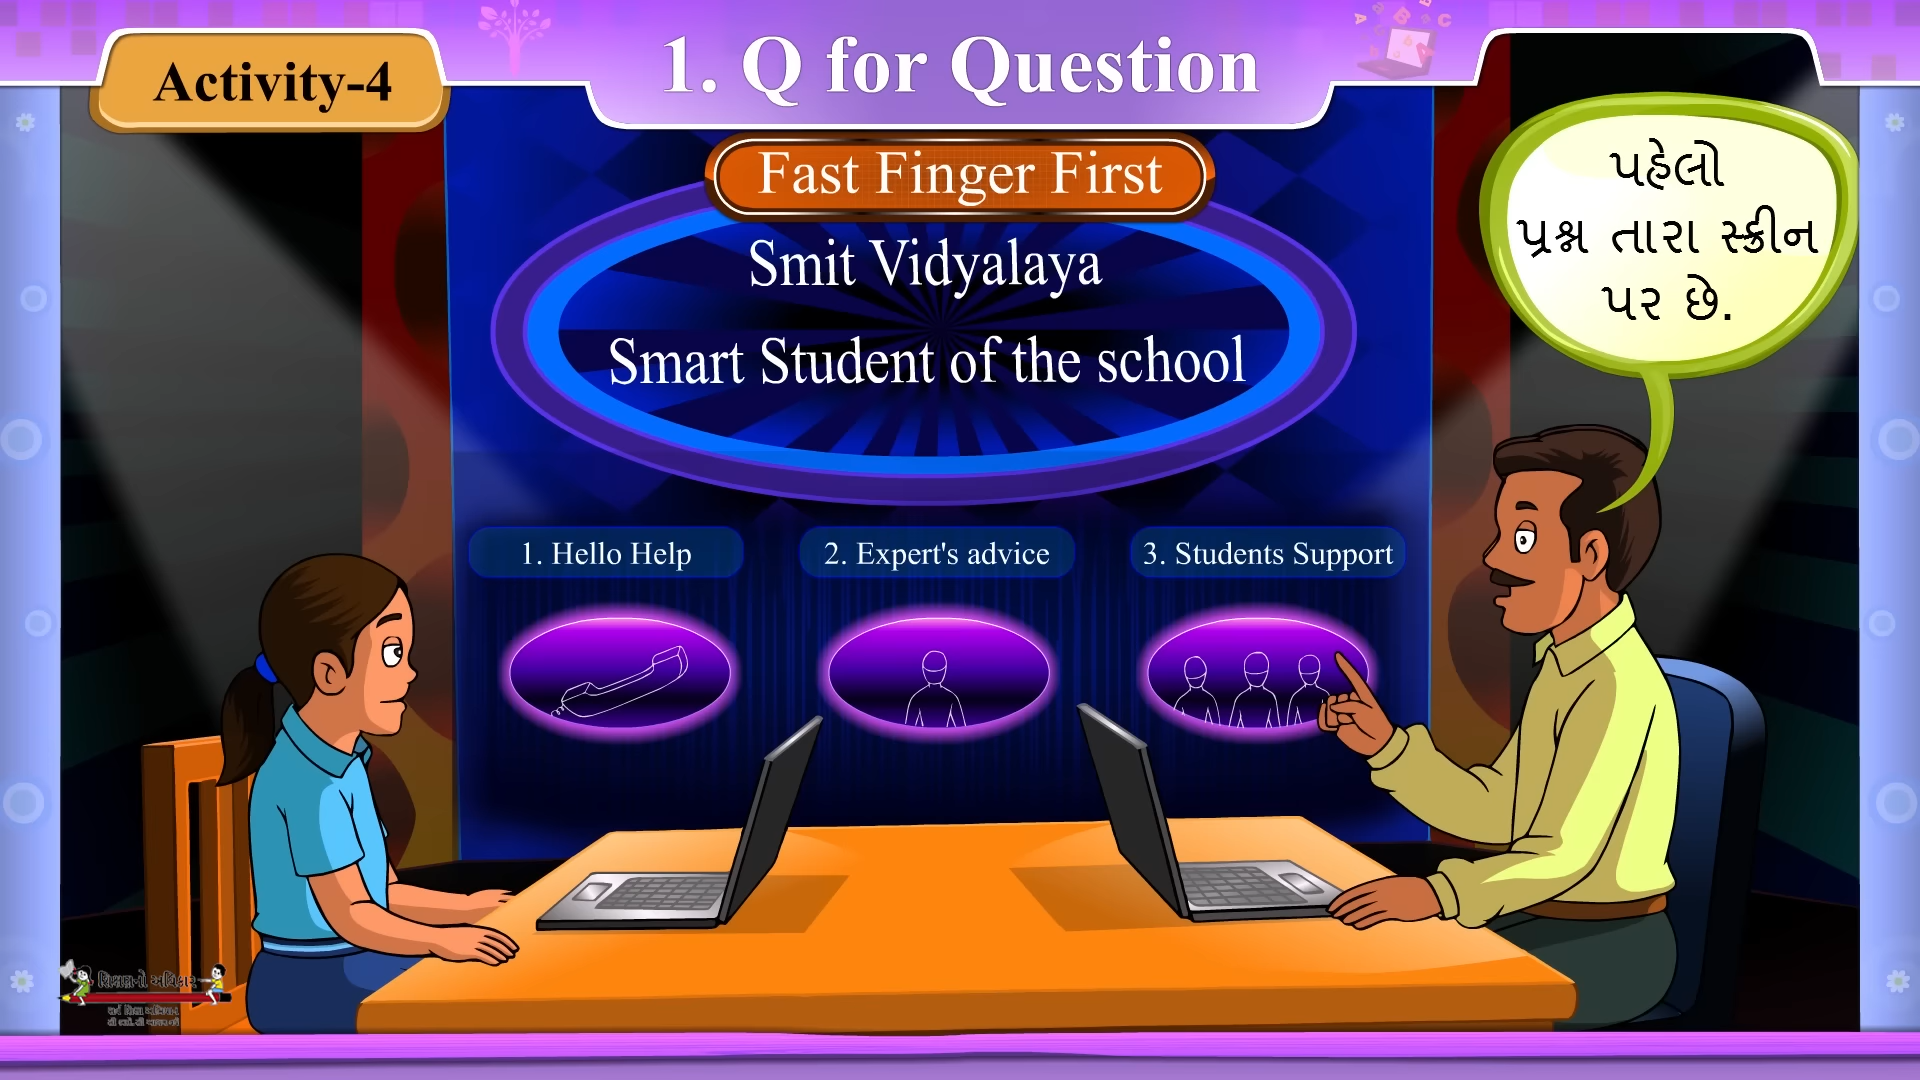 Activity-4
1. Q for Question
Fast Finger First
Smit Vidyalaya
Smart Student of the school
પહેલો
પ્રશ્ન તારા સ્ક્રીન
પર છે.
1. Hello Help
2. Expert's advice
3. Students Support